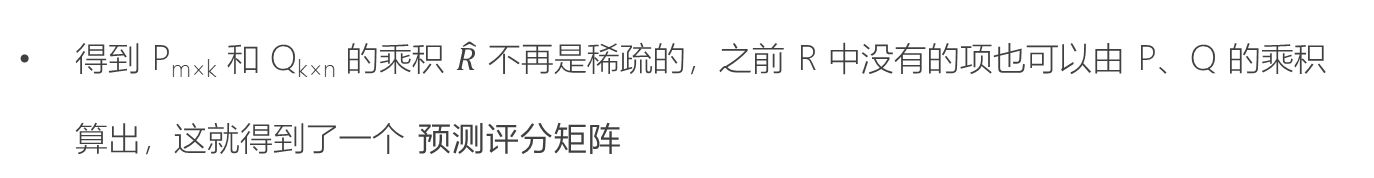 • 得到 Pm×k 和 Qk×n 的乘积 R̂ 不再是稀疏的，之前 R 中没有的项也可以由 P、Q 的乘积
算出，这就得到了一个 预测评分矩阵